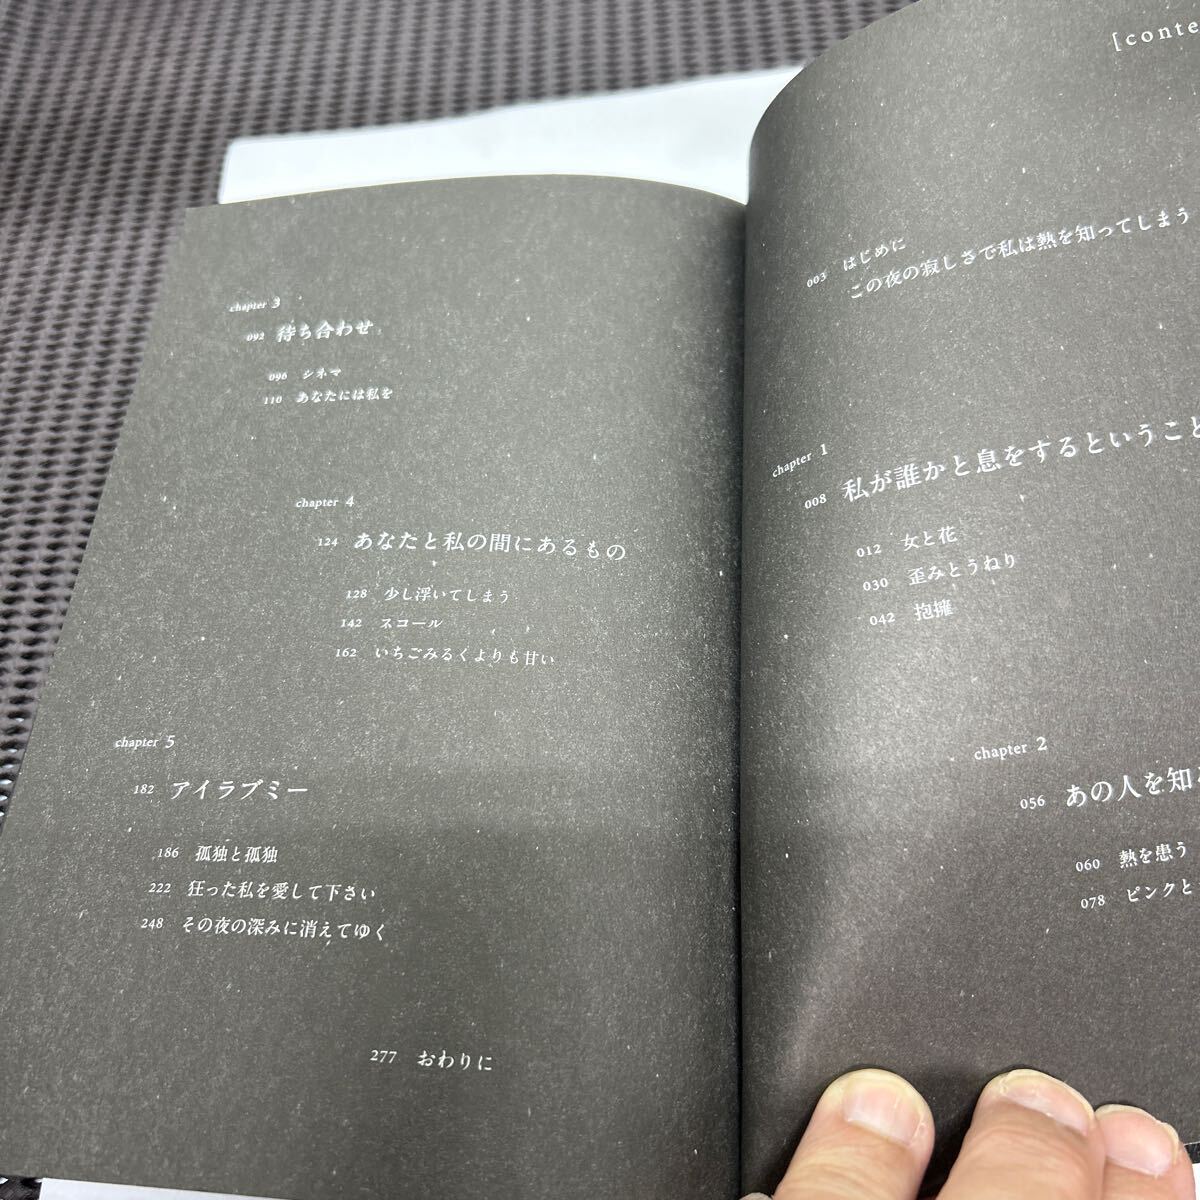 [conte
003 はじめに
この夜の寂しさで私は熱を知ってしまう
chapter 1
008 私が誰かと息をするということ
012 女と花
030 歪みとうねり
042 抱擁
chapter 2
056 あの人を知
060 熱を患う
078 ピンクと
chapter 3
092 待ち合わせ
096 シネマ
110 あなたには私を
chapter 4
124 あなたと私の間にあるもの
128 少し浮いてしまう
142 スコール
162 いちごみるくよりも甘い
chapter 5
182 アイラブミー
186 孤独と孤独
222 狂った私を愛して下さい
248 その夜の深みに消えてゆく
277 おわりに